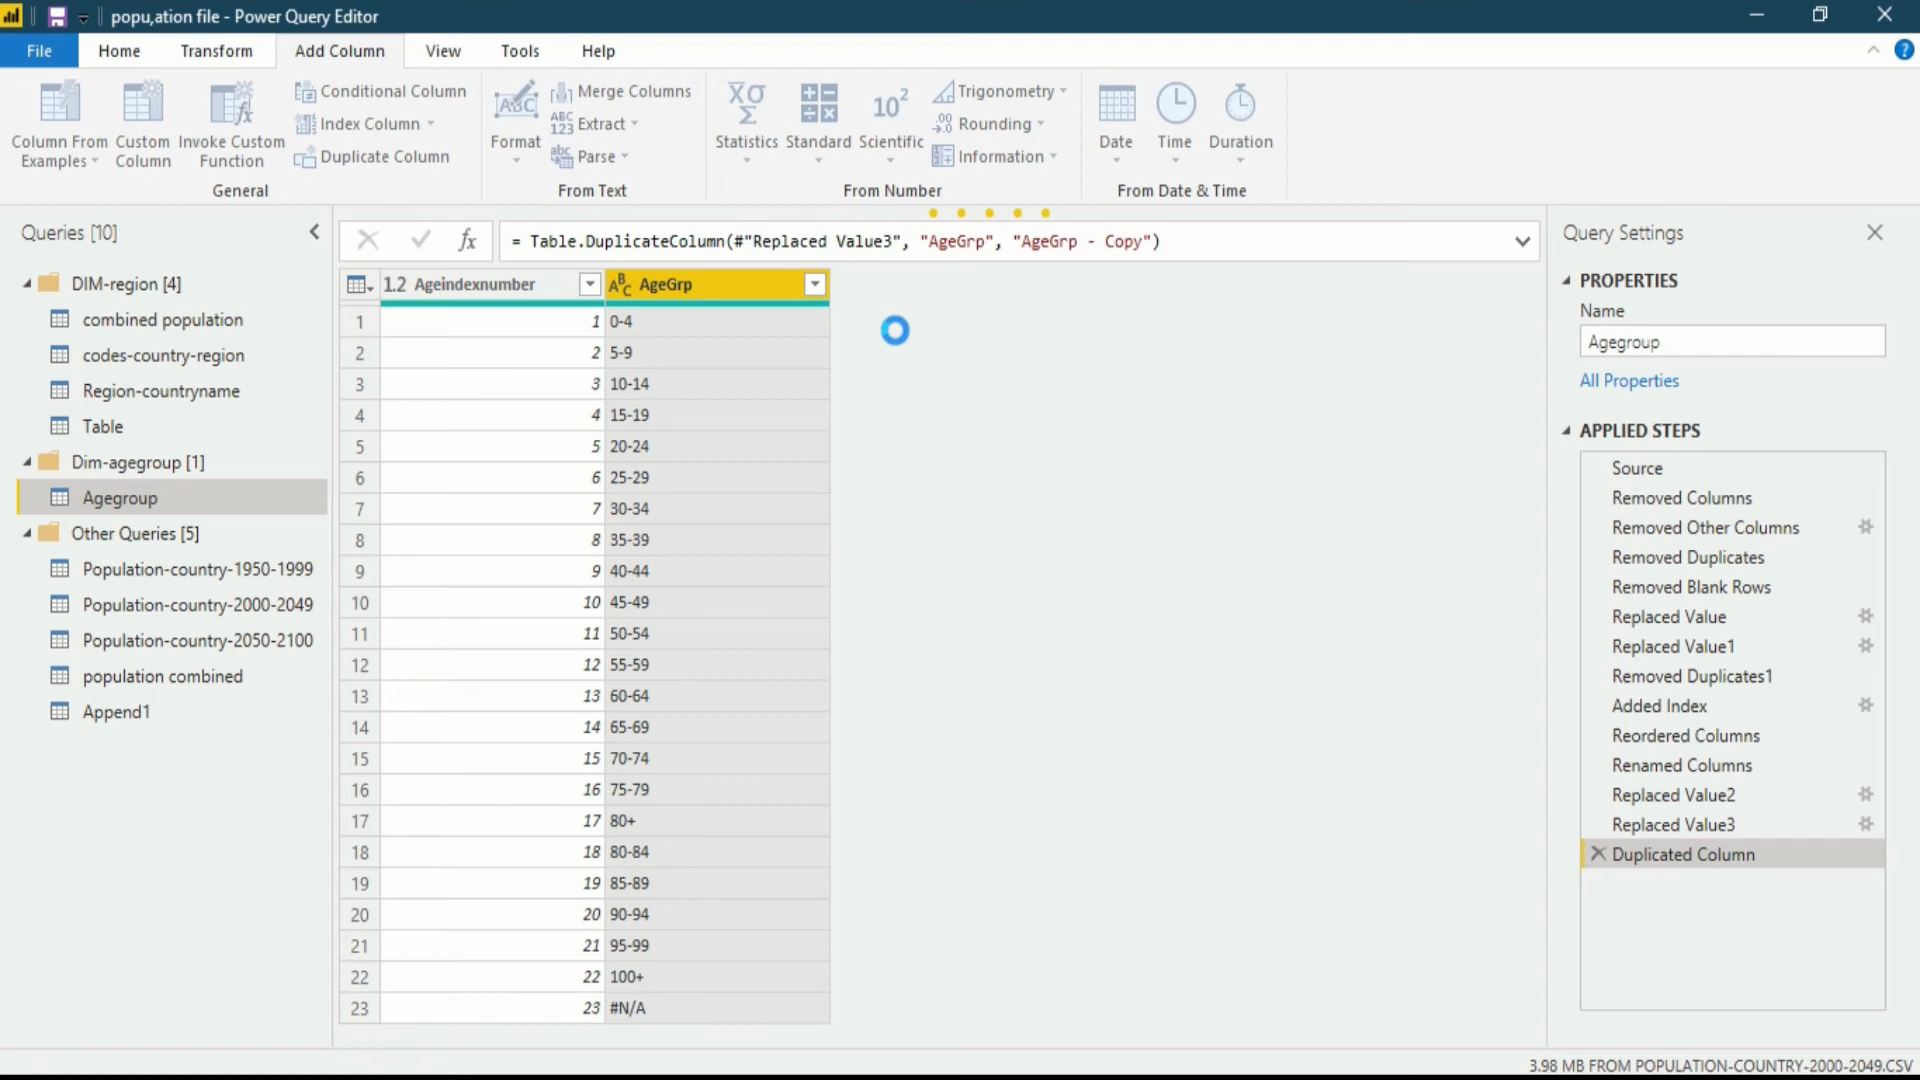 popu,ation file - Power Query Editor
File Home Transform Add Column View Tools Help
Column From Examples
Custom Column
Invoke Custom Function
Conditional Column
Index Column
Duplicate Column
General
Format
Merge Columns
Extract
Parse
From Text
Statistics
Standard
Scientific
Trigonometry
Rounding
Information
From Number
Date
Time
Duration
From Date & Time
Queries [10]
DIM-region [4]
combined population
codes-country-region
Region-countryname
Table
Dim-agegroup [1]
Agegroup
Other Queries [5]
Population-country-1950-1999
Population-country-2000-2049
Population-country-2050-2100
population combined
Append1
fx = Table.DuplicateColumn(#"Replaced Value3", "AgeGrp", "AgeGrp - Copy")
1.2 Ageindexnumber ABC AgeGrp
1 1 0-4
2 2 5-9
3 3 10-14
4 4 15-19
5 5 20-24
6 6 25-29
7 7 30-34
8 8 35-39
9 9 40-44
10 10 45-49
11 11 50-54
12 12 55-59
13 13 60-64
14 14 65-69
15 15 70-74
16 16 75-79
17 17 80+
18 18 80-84
19 19 85-89
20 20 90-94
21 21 95-99
22 22 100+
23 23 #N/A
Query Settings
PROPERTIES
Name
Agegroup
All Properties
APPLIED STEPS
Source
Removed Columns
Removed Other Columns
Removed Duplicates
Removed Blank Rows
Replaced Value
Replaced Value1
Removed Duplicates1
Added Index
Reordered Columns
Renamed Columns
Replaced Value2
Replaced Value3
Duplicated Column
3.98 MB FROM POPULATION-COUNTRY-2000-2049.CSV